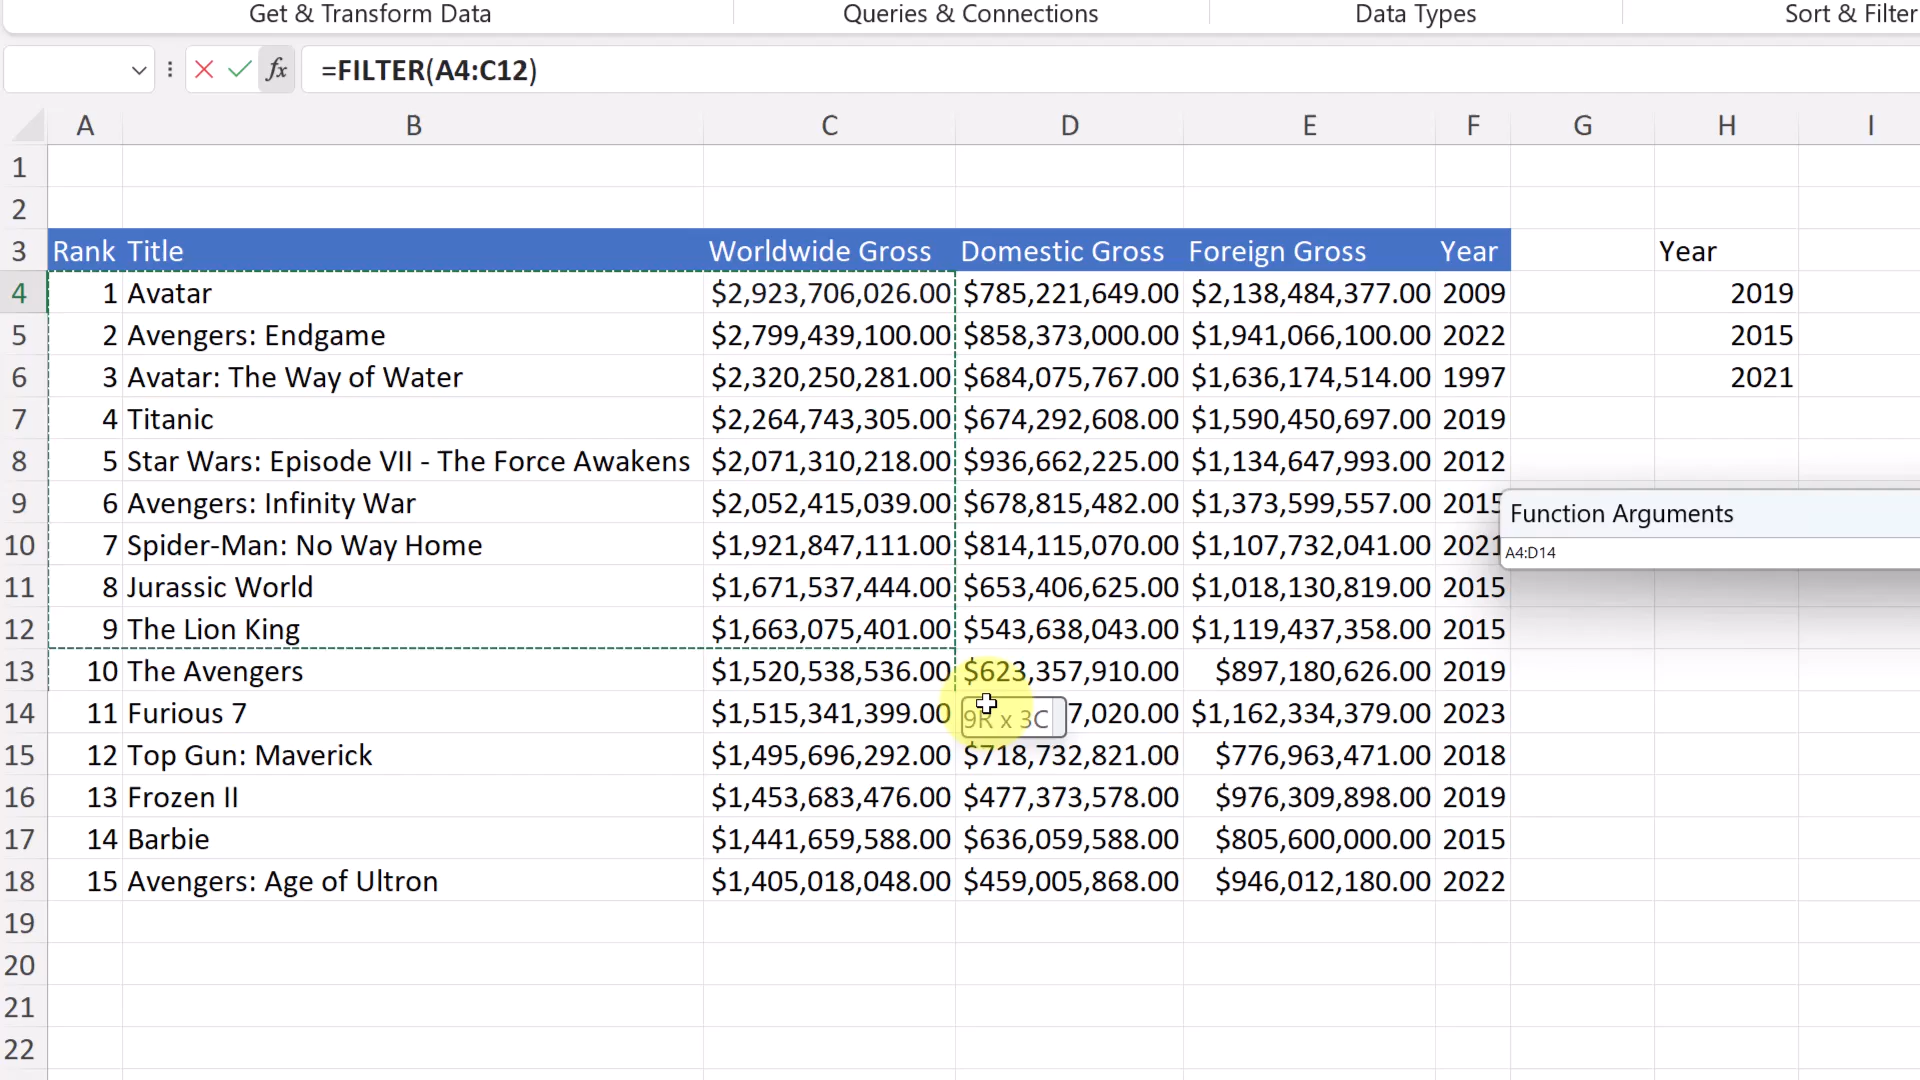 Get & Transform Data Queries & Connections Data Types Sort & Filter
fx =FILTER(A4:C12)
A B C D E F G H I
1
2
3 Rank Title Worldwide Gross Domestic Gross Foreign Gross Year Year
4 1 Avatar $2,923,706,026.00 $785,221,649.00 $2,138,484,377.00 2009 2019
5 2 Avengers: Endgame $2,799,439,100.00 $858,373,000.00 $1,941,066,100.00 2022 2015
6 3 Avatar: The Way of Water $2,320,250,281.00 $684,075,767.00 $1,636,174,514.00 1997 2021
7 4 Titanic $2,264,743,305.00 $674,292,608.00 $1,590,450,697.00 2019
8 5 Star Wars: Episode VII - The Force Awakens $2,071,310,218.00 $936,662,225.00 $1,134,647,993.00 2012
9 6 Avengers: Infinity War $2,052,415,039.00 $678,815,482.00 $1,373,599,557.00 2015 Function Arguments
10 7 Spider-Man: No Way Home $1,921,847,111.00 $814,115,070.00 $1,107,732,041.00 2021 A4:D14
11 8 Jurassic World $1,671,537,444.00 $653,406,625.00 $1,018,130,819.00 2015
12 9 The Lion King $1,663,075,401.00 $543,638,043.00 $1,119,437,358.00 2015
13 10 The Avengers $1,520,538,536.00 $623,357,910.00 $897,180,626.00 2019
14 11 Furious 7 $1,515,341,399.00 9R x 3C 7,020.00 $1,162,334,379.00 2023
15 12 Top Gun: Maverick $1,495,696,292.00 $718,732,821.00 $776,963,471.00 2018
16 13 Frozen II $1,453,683,476.00 $477,373,578.00 $976,309,898.00 2019
17 14 Barbie $1,441,659,588.00 $636,059,588.00 $805,600,000.00 2015
18 15 Avengers: Age of Ultron $1,405,018,048.00 $459,005,868.00 $946,012,180.00 2022
19
20
21
22